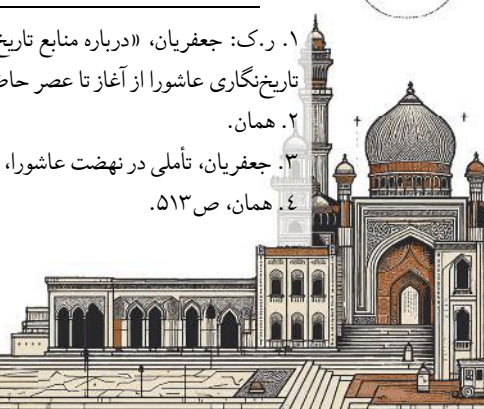 ۱. ر.ک: جعفریان، «درباره منابع تاریخ
تاریخ‌نگاری عاشورا از آغاز تا عصر حاض
۲. همان.
۳. جعفریان، تأملی در نهضت عاشورا،
٤. همان، ص۵۱۳.